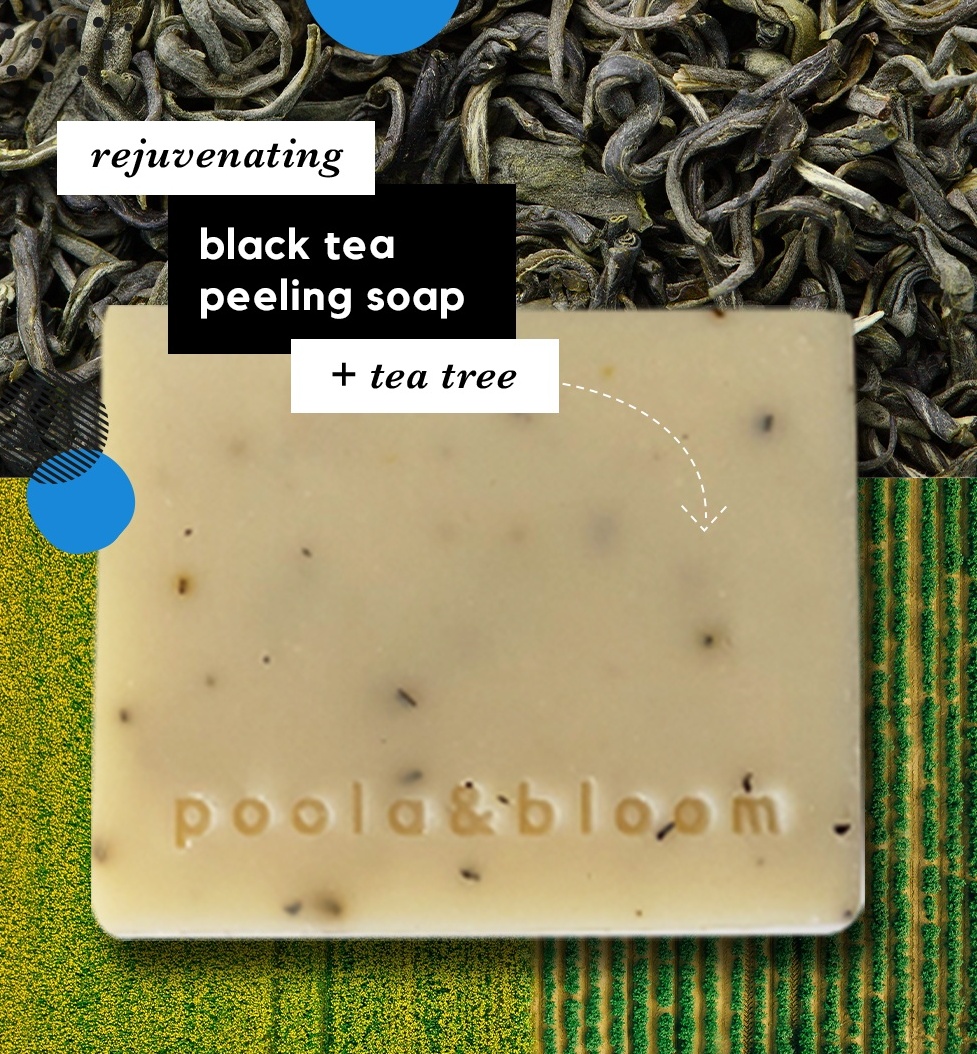 rejuvenating
black tea
peeling soap
+ tea tree
poola&bloom